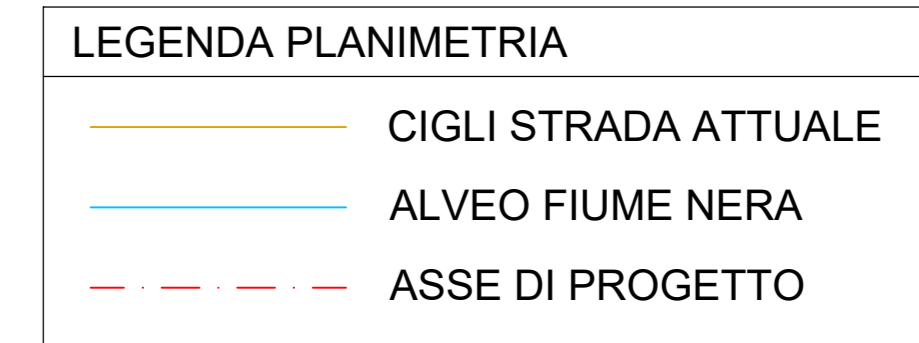 LEGENDA PLANIMETRIA
CIGLI STRADA ATTUALE
ALVEO FIUME NERA
ASSE DI PROGETTO